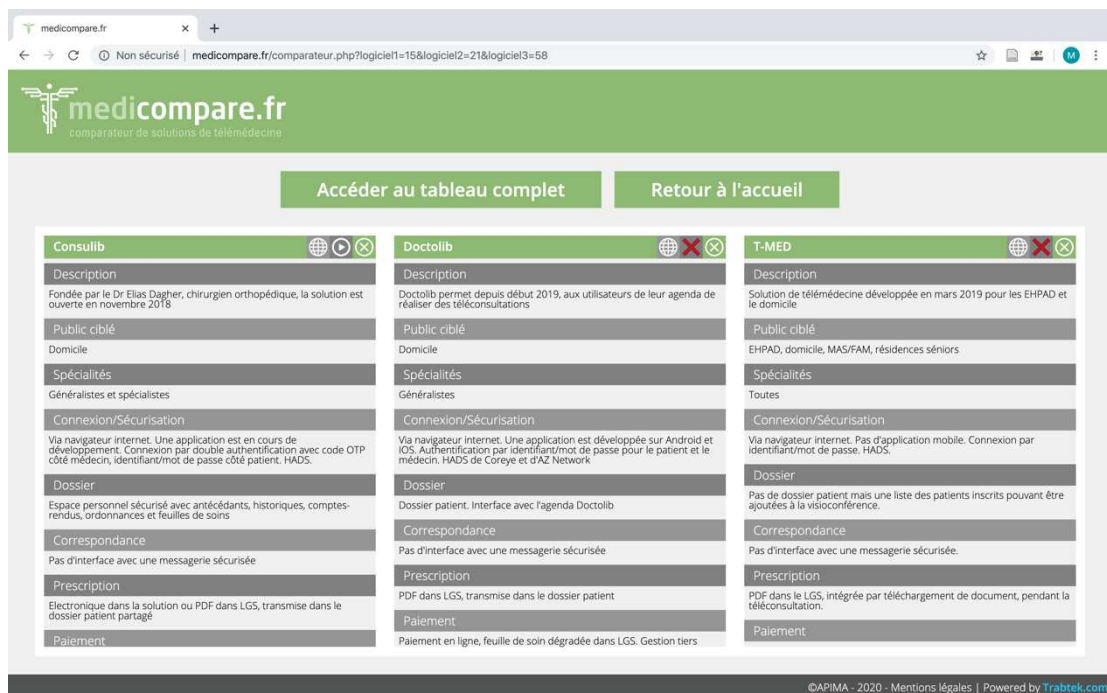 medicompare.fr
Non sécurisé | medicompare.fr/comparateur.php?logiciel1=15&logiciel2=21&logiciel3=58
M
medicompare.fr
comparateur de solutions de télémédecine
Accéder au tableau complet
Retour à l'accueil
Consulib
Description
Fondée par le Dr Elias Dagher, chirurgien orthopédique, la solution est
ouverte en novembre 2018
Public ciblé
Domicile
Spécialités
Généralistes et spécialistes
Connexion/Sécurisation
Via navigateur internet. Une application est en cours de
développement. Connexion par double authentification avec code OTP
côté médecin, identifiant/mot de passe côté patient. HADS.
Dossier
Espace personnel sécurisé avec antécédants, historiques, comptes-
rendus, ordonnances et feuilles de soins
Correspondance
Pas d'interface avec une messagerie sécurisée
Prescription
Electronique dans la solution ou PDF dans LGS, transmise dans le
dossier patient partagé
Paiement
Doctolib
Description
Doctolib permet depuis début 2019, aux utilisateurs de leur agenda de
réaliser des téléconsultations
Public ciblé
Domicile
Spécialités
Généralistes
Connexion/Sécurisation
Via navigateur internet. Une application est développée sur Android et
IOS. Authentification par identifiant/mot de passe pour le patient et le
médecin. HADS de Coreye et d'AZ Network
Dossier
Dossier patient. Interface avec l'agenda Doctolib
Correspondance
Pas d'interface avec une messagerie sécurisée
Prescription
PDF dans LGS, transmise dans le dossier patient
Paiement
Paiement en ligne, feuille de soin dégradée dans LGS. Gestion tiers
T-MED
Description
Solution de télémédecine développée en mars 2019 pour les EHPAD et
le domicile
Public ciblé
EHPAD, domicile, MAS/FAM, résidences séniors
Spécialités
Toutes
Connexion/Sécurisation
Via navigateur internet. Pas d'application mobile. Connexion par
identifiant/mot de passe. HADS.
Dossier
Pas de dossier patient mais une liste des patients inscrits pouvant être
ajoutées à la visioconférence.
Correspondance
Pas d'interface avec une messagerie sécurisée.
Prescription
PDF dans le LGS, intégrée par téléchargement de document, pendant la
téléconsultation.
Paiement
©APIMA - 2020 - Mentions légales | Powered by Trabtek.com